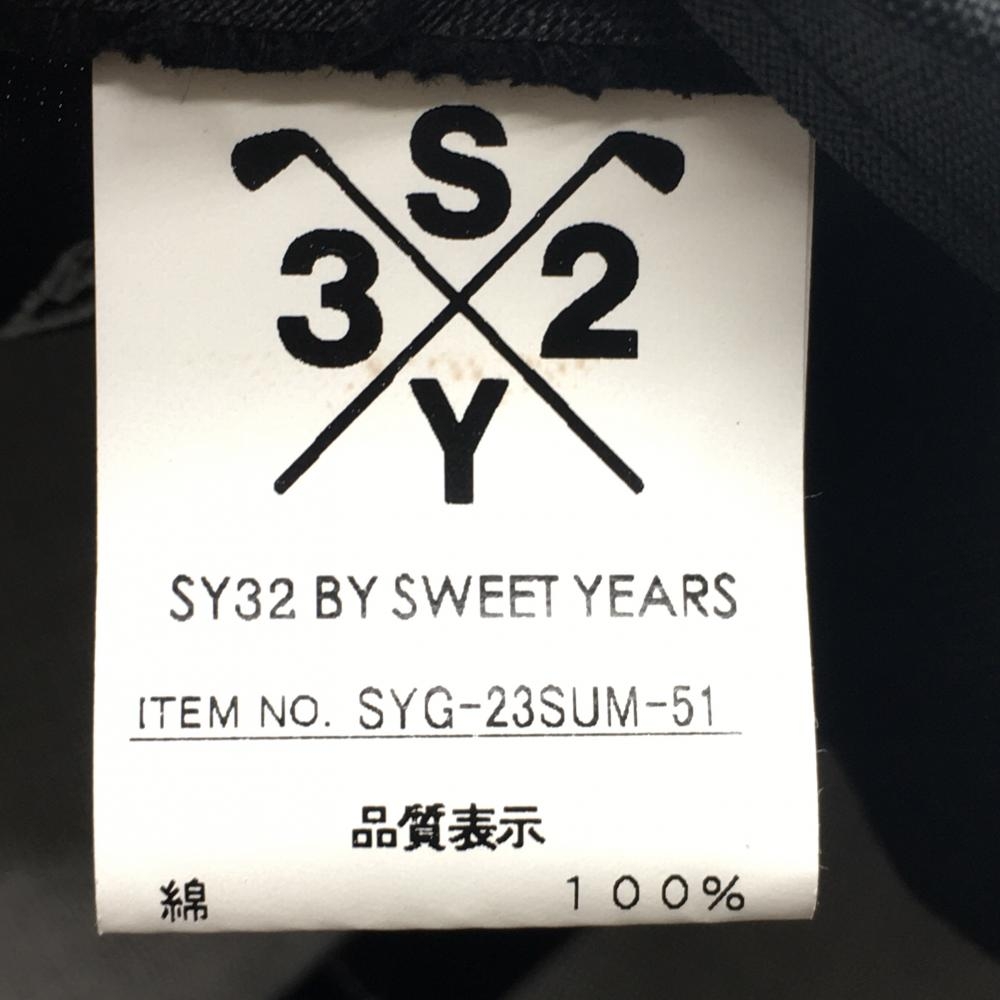 S
3 2
Y
SY32 BY SWEET YEARS
ITEM NO. SYG-23SUM-51
品質表示
綿 100%